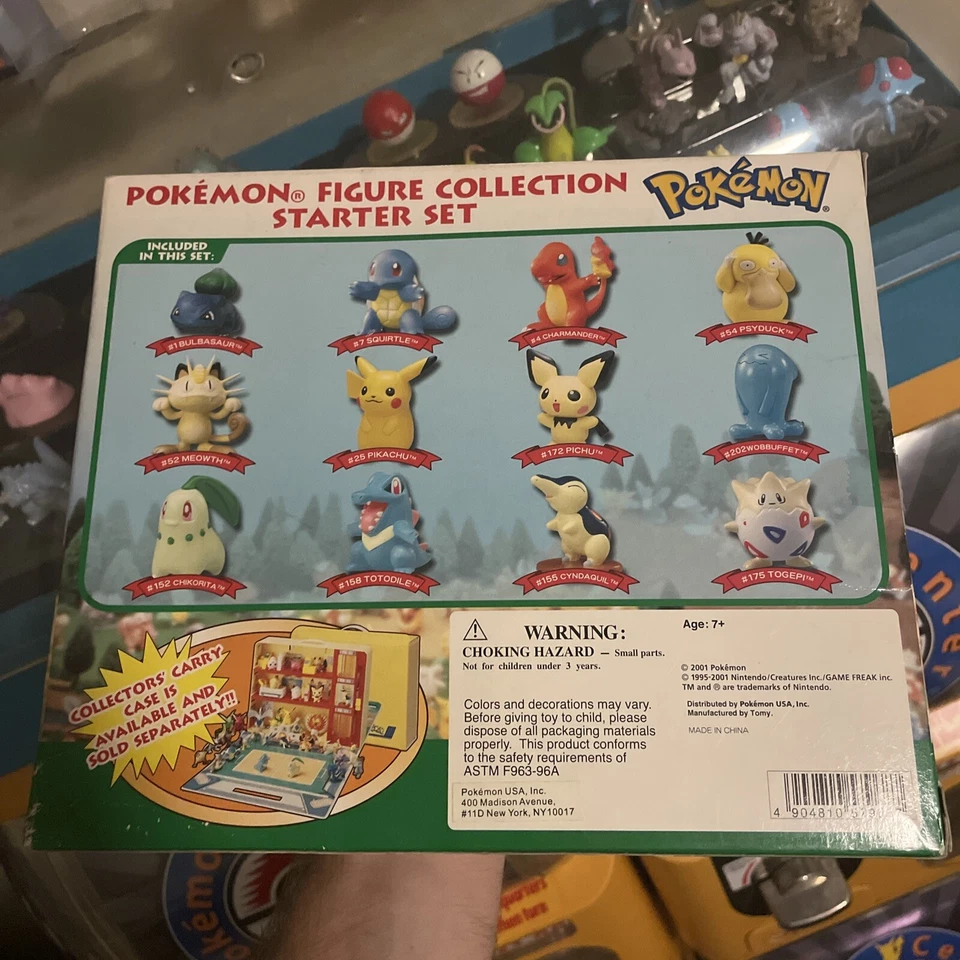 POKÉMON® FIGURE COLLECTION
STARTER SET
POKéMON®
INCLUDED
IN THIS SET:
#1 BULBASAUR™
#7 SQUIRTLE™
#4 CHARMANDER™
#54 PSYDUCK™
#52 MEOWTH™
#25 PIKACHU™
#172 PICHU™
#202WOBBUFFET™
#152 CHIKORITA™
#158 TOTODILE™
#155 CYNDAQUIL™
#175 TOGEPI™
COLLECTORS' CARRY
CASE IS
AVAILABLE AND
SOLD SEPARATELY!!
WARNING:
CHOKING HAZARD — Small parts.
Not for children under 3 years.
Colors and decorations may vary.
Before giving toy to child, please
dispose of all packaging materials
properly. This product conforms
to the safety requirements of
ASTM F963-96A
Pokémon USA, Inc.
400 Madison Avenue,
#11D New York, NY10017
Age: 7+
© 2001 Pokémon
© 1995-2001 Nintendo/Creatures Inc./GAME FREAK inc.
TM and ® are trademarks of Nintendo.
Distributed by Pokémon USA, Inc.
Manufactured by Tomy.
MADE IN CHINA
4 904810